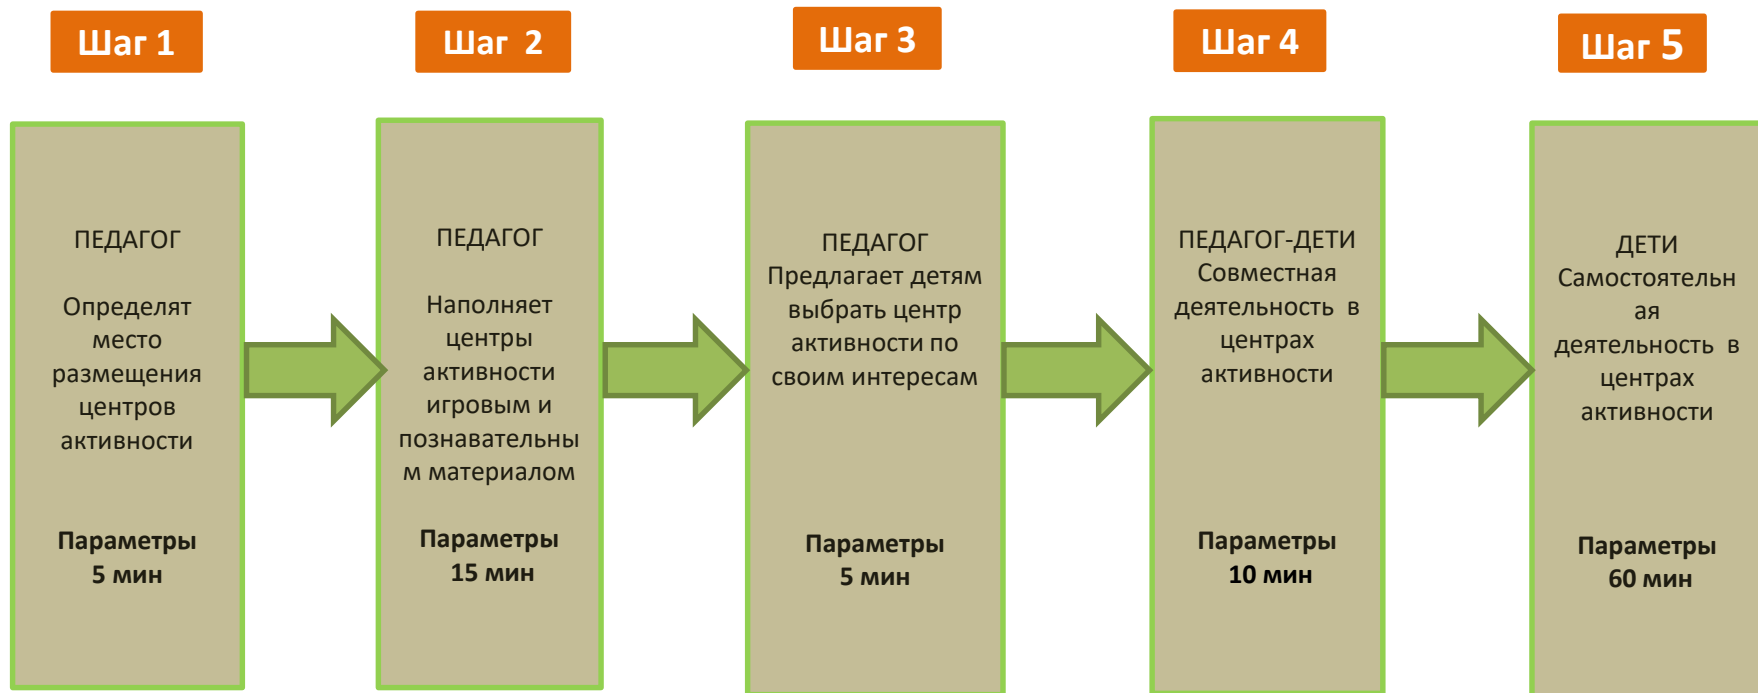 Шаг 1
Шаг 2
Шаг 3
Шаг 4
Шаг 5
ПЕДАГОГ
Определят
место
размещения
центров
активности
Параметры
5 мин
ПЕДАГОГ
Наполняет
центры
активности
игровым и
познавательны
м материалом
Параметры
15 мин
ПЕДАГОГ
Предлагает детям
выбрать центр
активности по
своим интересам
Параметры
5 мин
ПЕДАГОГ-ДЕТИ
Совместная
деятельность в
центрах
активности
Параметры
10 мин
ДЕТИ
Самостоятельн
ая
деятельность в
центрах
активности
Параметры
60 мин